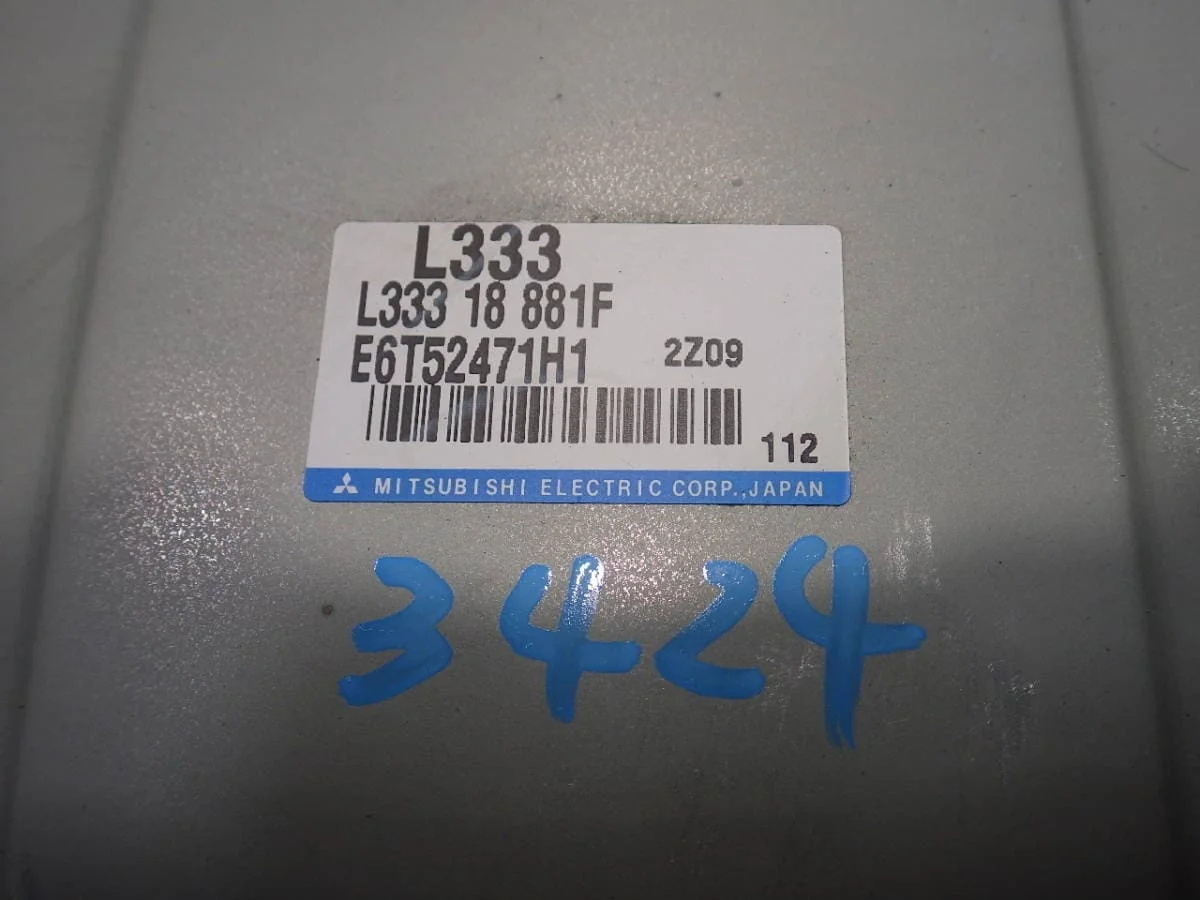 L333
L333 18 881F
E6T52471H1 2Z09
112
MITSUBISHI ELECTRIC CORP., JAPAN
3424